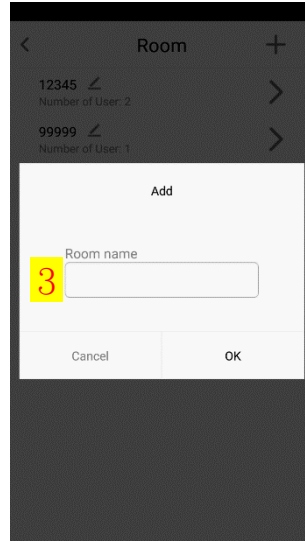 Room
12345
Number of User: 2
99999
Number of User: 1
Add
Room name
3
Cancel OK